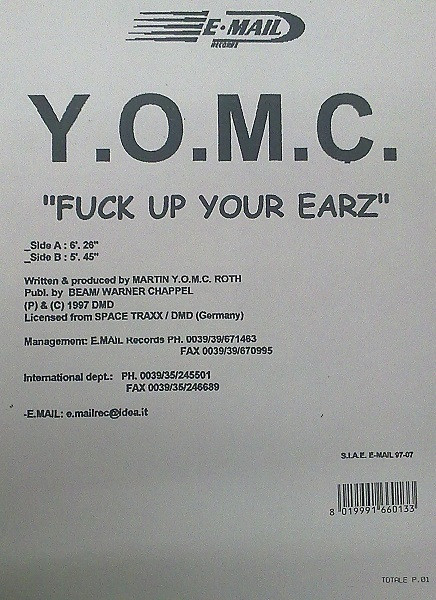 E·MAIL
RECORDS
Y.O.M.C.
"FUCK UP YOUR EARZ"
_Side A : 6'. 26"
_Side B : 5'. 45"
Written & produced by MARTIN Y.O.M.C. ROTH
Publ. by BEAM/ WARNER CHAPPEL
(P) & (C) 1997 DMD
Licensed from SPACE TRAXX / DMD (Germany)
Management: E.MAIL Records PH. 0039/39/671463
FAX 0039/39/670995
International dept.: PH. 0039/35/245501
FAX 0039/35/246689
-E.MAIL: e.mailrec@idea.it
S.I.A.E. E-MAIL 97-07
8 019991 660133
TOTALE P.01